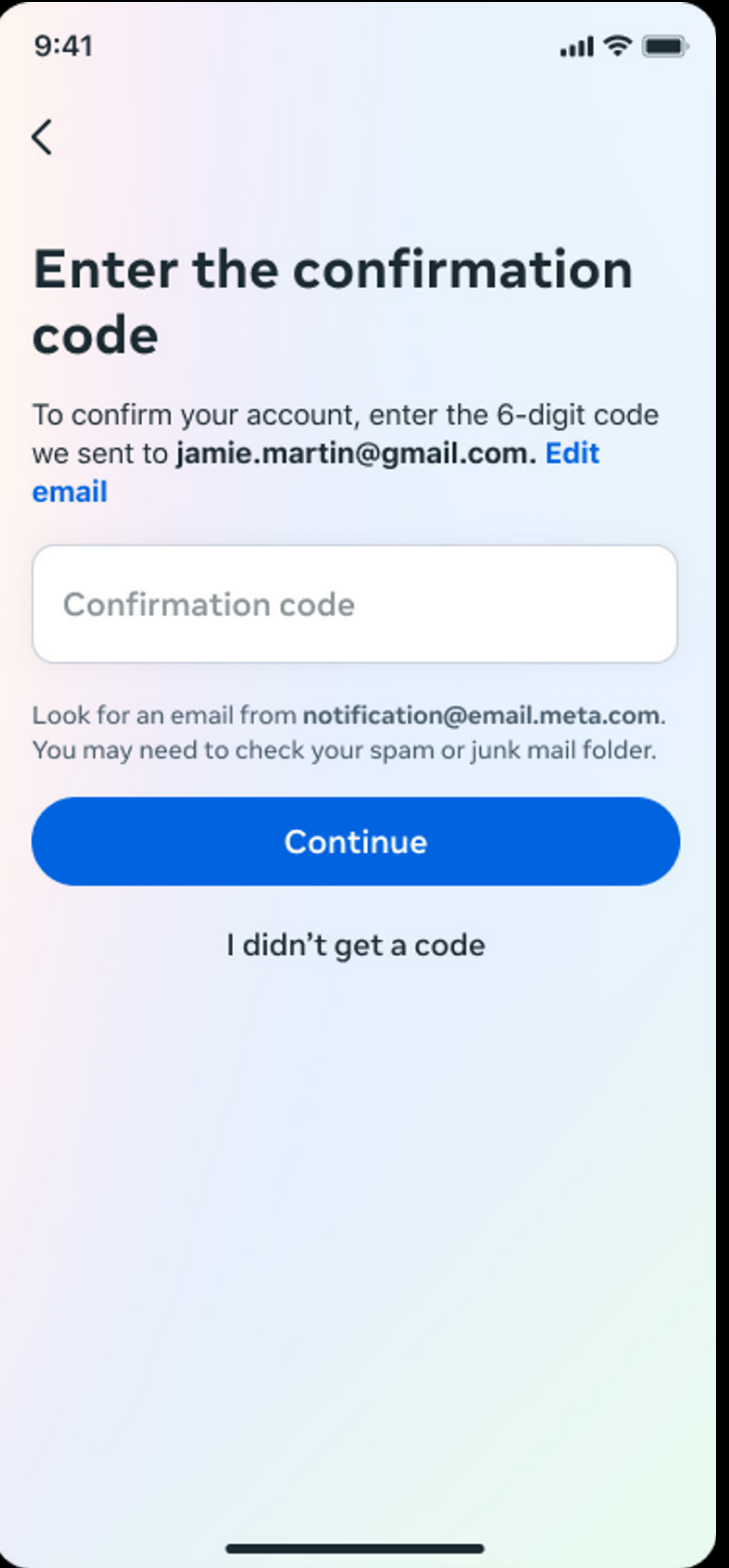 9:41
Enter the confirmation
code
To confirm your account, enter the 6-digit code
we sent to jamie.martin@gmail.com. Edit
email
Confirmation code
Look for an email from notification@email.meta.com.
You may need to check your spam or junk mail folder.
Continue
I didn’t get a code